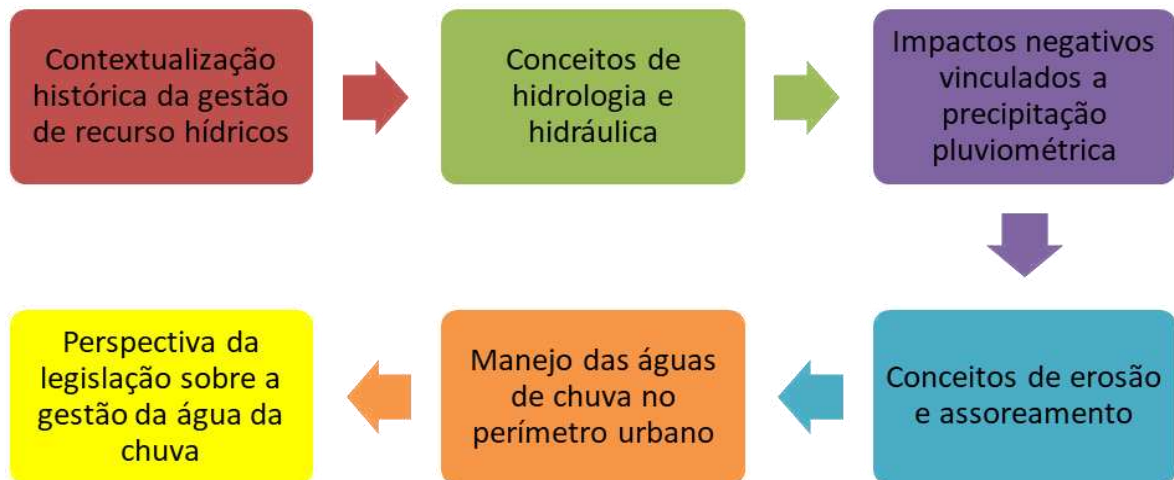 Contextualização
histórica da gestão
de recurso hídricos
Conceitos de
hidrologia e
hidráulica
Impactos negativos
vinculados a
precipitação
pluviométrica
Conceitos de erosão
e assoreamento
Manejo das águas
de chuva no
perímetro urbano
Perspectiva da
legislação sobre a
gestão da água da
chuva